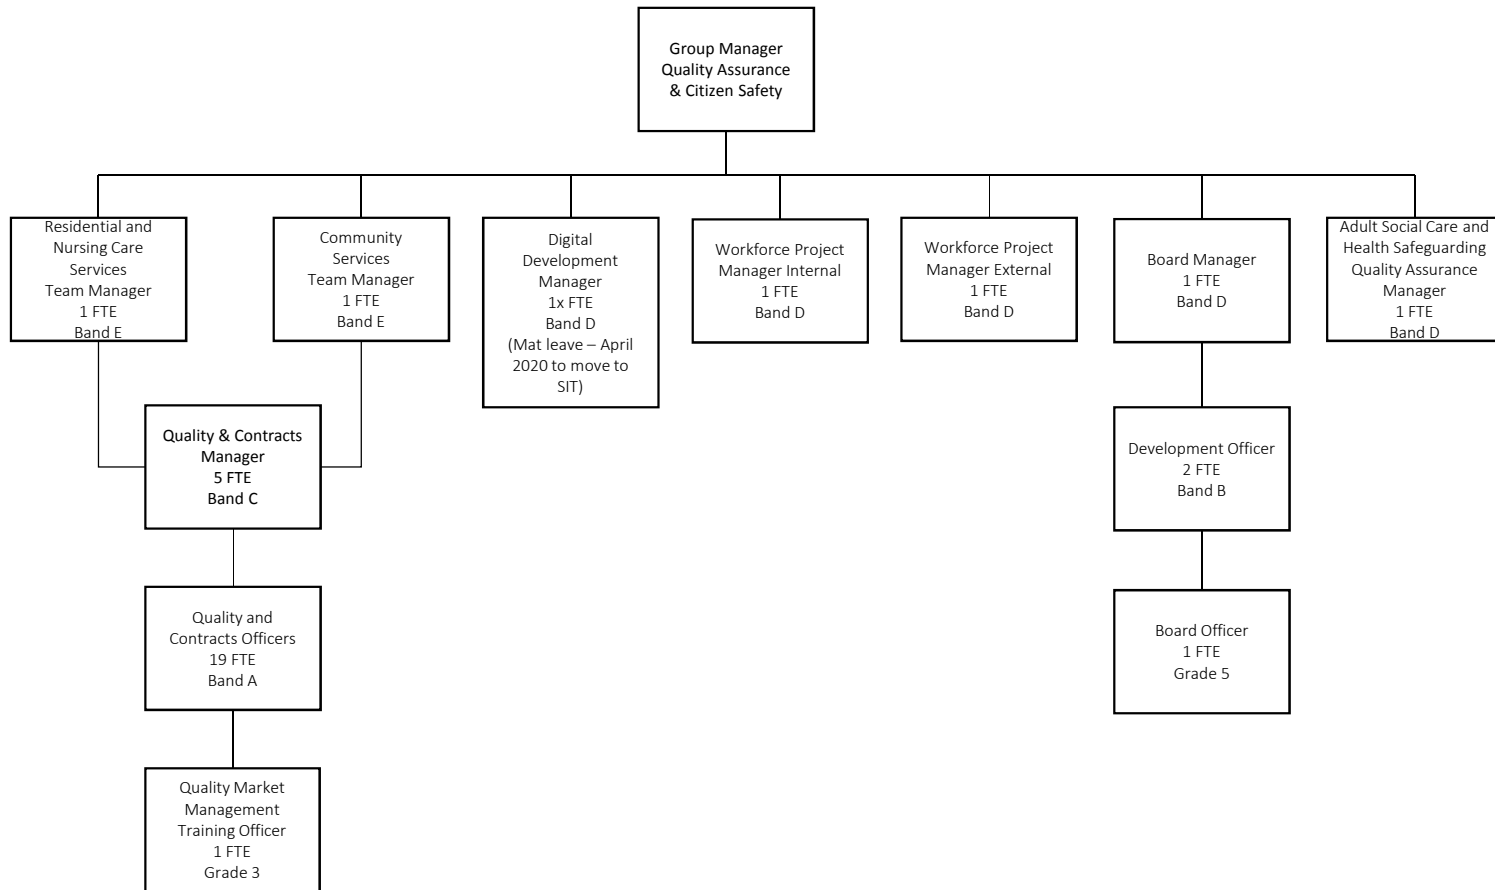 Group Manager
Quality Assurance
& Citizen Safety
Residential and
Nursing Care
Services
Team Manager
1 FTE
Band E
Community
Services
Team Manager
1 FTE
Band E
Digital
Development
Manager
1x FTE
Band D
(Mat leave – April
2020 to move to
SIT)
Workforce Project
Manager Internal
1 FTE
Band D
Workforce Project
Manager External
1 FTE
Band D
Board Manager
1 FTE
Band D
Adult Social Care and
Health Safeguarding
Quality Assurance
Manager
1 FTE
Band D
Quality & Contracts
Manager
5 FTE
Band C
Development Officer
2 FTE
Band B
Quality and
Contracts Officers
19 FTE
Band A
Board Officer
1 FTE
Grade 5
Quality Market
Management
Training Officer
1 FTE
Grade 3